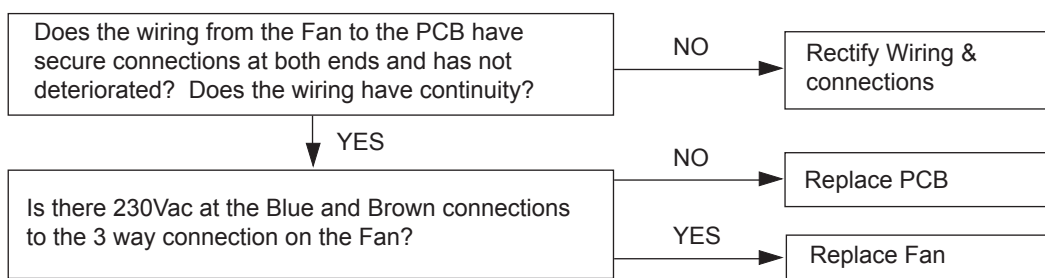 Does the wiring from the Fan to the PCB have
secure connections at both ends and has not
deteriorated?  Does the wiring have continuity?
NO
Rectify Wiring &
connections
YES
Is there 230Vac at the Blue and Brown connections
to the 3 way connection on the Fan?
NO
Replace PCB
YES
Replace Fan